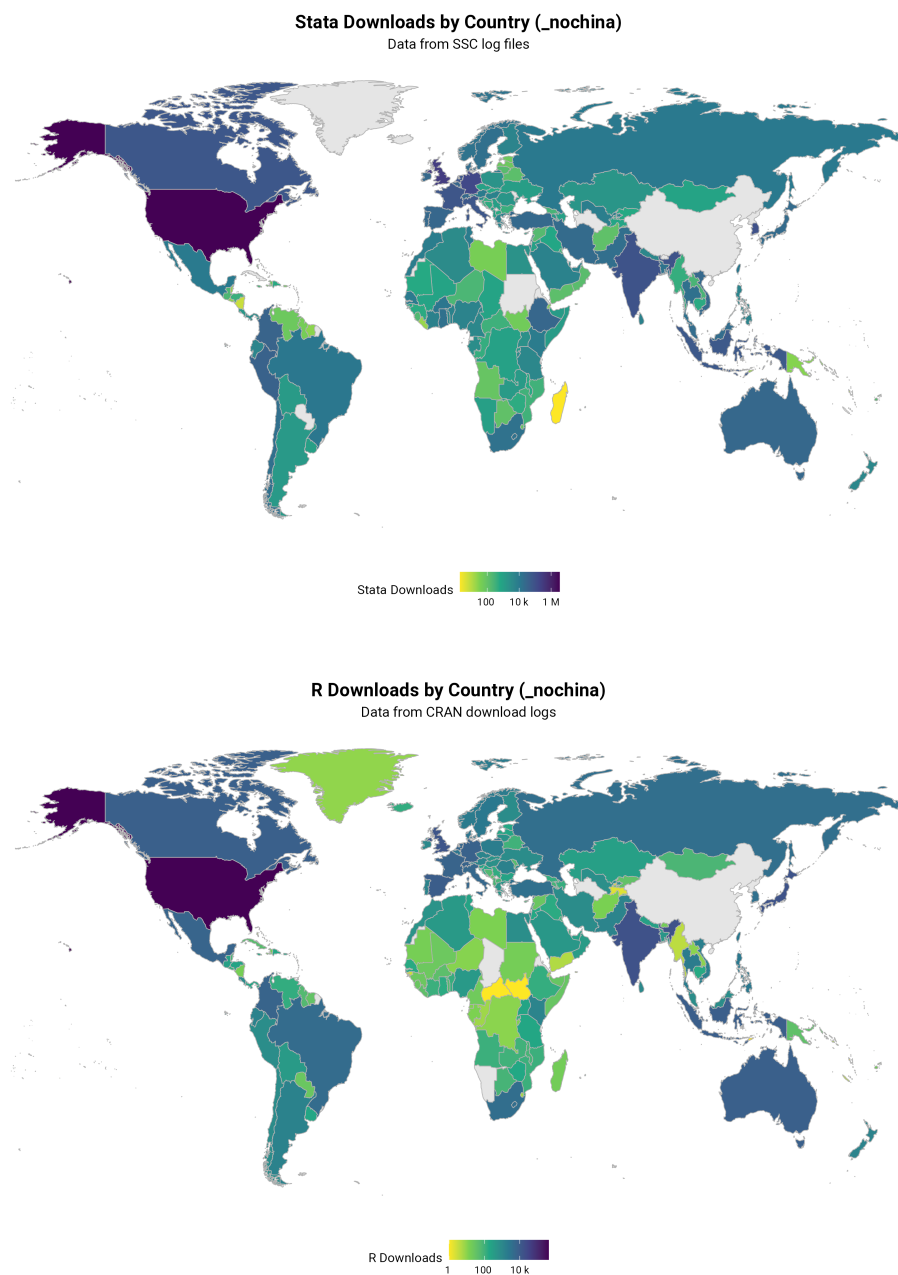 Stata Downloads by Country (_nochina)
Data from SSC log files
Stata Downloads
100 10 k 1 M
R Downloads by Country (_nochina)
Data from CRAN download logs
R Downloads
1 100 10 k